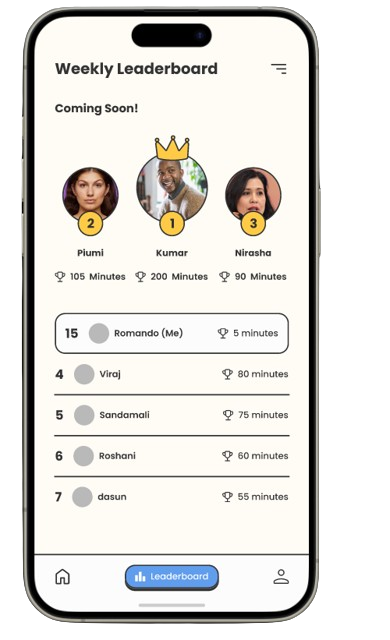 Weekly Leaderboard
Coming Soon!
2
1
3
Piumi
Kumar
Nirasha
105 Minutes
200 Minutes
90 Minutes
15 Romando (Me) 5 minutes
4 Viraj 80 minutes
5 Sandamali 75 minutes
6 Roshani 60 minutes
7 dasun 55 minutes
Leaderboard